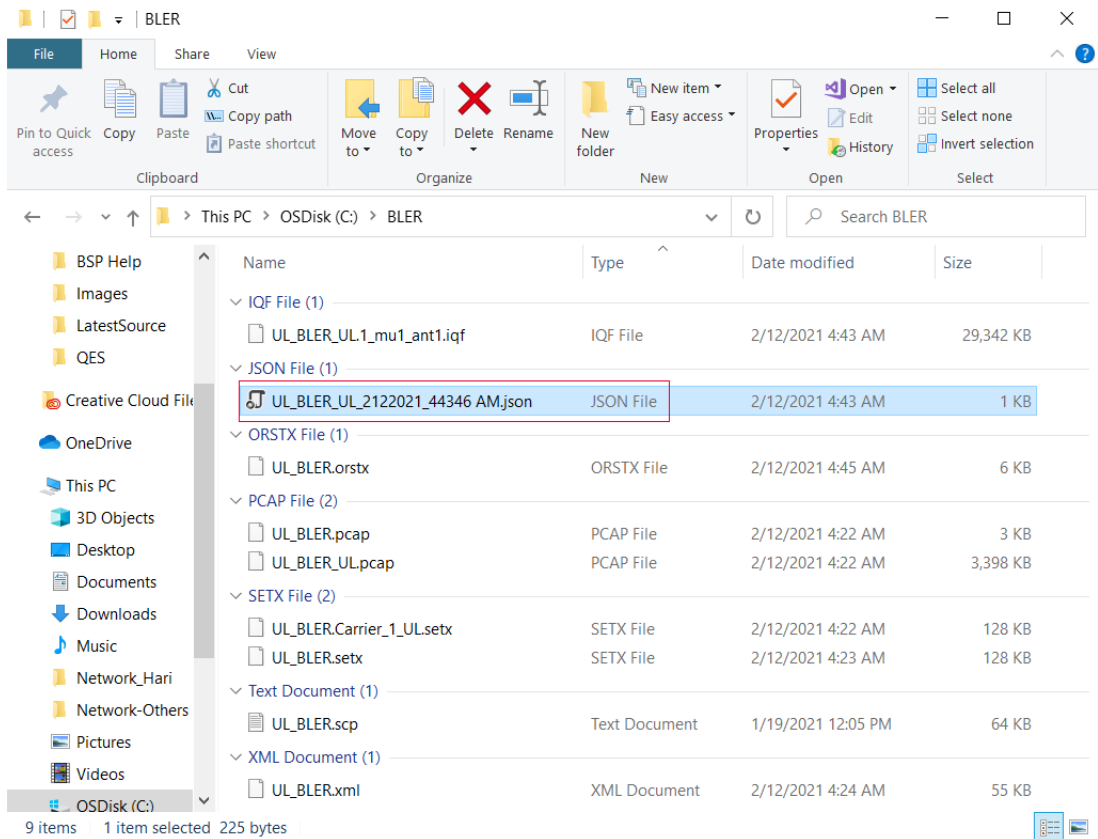 BLER
File Home Share View
Pin to Quick access
Copy
Paste
Cut
Copy path
Paste shortcut
Clipboard
Move to
Copy to
Delete
Rename
Organize
New folder
New item
Easy access
New
Properties
Open
Edit
History
Open
Select all
Select none
Invert selection
Select
This PC > OSDisk (C:) > BLER
Search BLER
BSP Help
Images
LatestSource
QES
Creative Cloud File
OneDrive
This PC
3D Objects
Desktop
Documents
Downloads
Music
Network_Hari
Network-Others
Pictures
Videos
OSDisk (C:)
Name Type Date modified Size
IQF File (1)
UL_BLER_UL.1_mu1_ant1.iqf IQF File 2/12/2021 4:43 AM 29,342 KB
JSON File (1)
UL_BLER_UL_2122021_44346 AM.json JSON File 2/12/2021 4:43 AM 1 KB
ORSTX File (1)
UL_BLER.orstx ORSTX File 2/12/2021 4:45 AM 6 KB
PCAP File (2)
UL_BLER.pcap PCAP File 2/12/2021 4:22 AM 3 KB
UL_BLER_UL.pcap PCAP File 2/12/2021 4:22 AM 3,398 KB
SETX File (2)
UL_BLER.Carrier_1_UL.setx SETX File 2/12/2021 4:22 AM 128 KB
UL_BLER.setx SETX File 2/12/2021 4:23 AM 128 KB
Text Document (1)
UL_BLER.scp Text Document 1/19/2021 12:05 PM 64 KB
XML Document (1)
UL_BLER.xml XML Document 2/12/2021 4:24 AM 55 KB
9 items 1 item selected 225 bytes